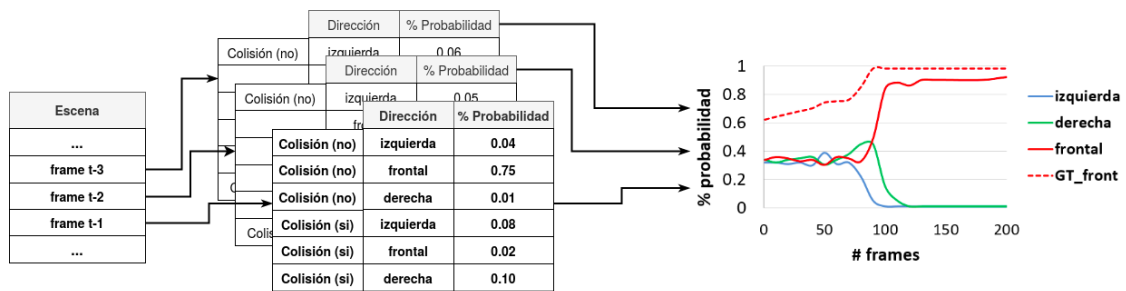 Dirección % Probabilidad
Colisión (no) izquierda 0.06
Dirección % Probabilidad
Colisión (no) izquierda 0.05
Escena
...
frame t-3
frame t-2
frame t-1
...
Dirección % Probabilidad
Colisión (no) izquierda 0.04
Colisión (no) frontal 0.75
Colisión (no) derecha 0.01
Colisión (si) izquierda 0.08
Colisión (si) frontal 0.02
Colisión (si) derecha 0.10
% probabilidad
1
0.8
0.6
0.4
0.2
0
0 50 100 150 200
# frames
izquierda
derecha
frontal
GT_front